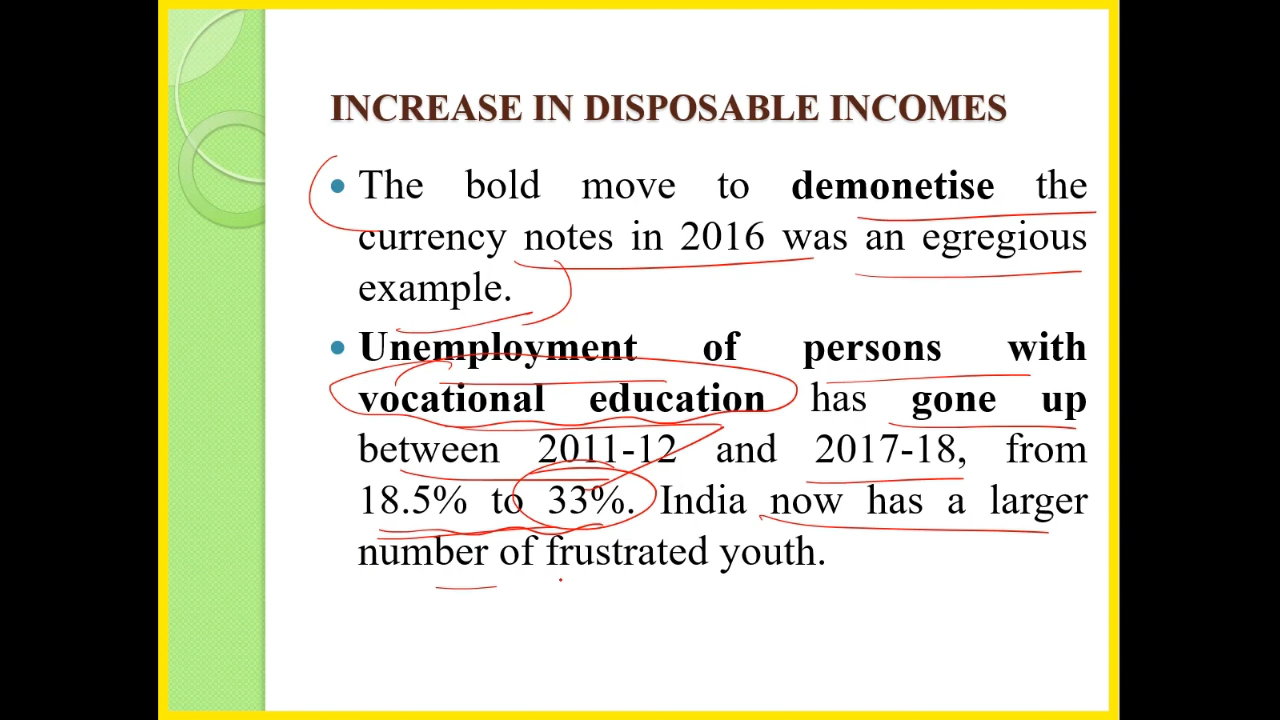 INCREASE IN DISPOSABLE INCOMES
The bold move to demonetise the
currency notes in 2016 was an egregious
example.
Unemployment of persons with
vocational education has gone up
between 2011-12 and 2017-18, from
18.5% to 33%. India now has a larger
number of frustrated youth.